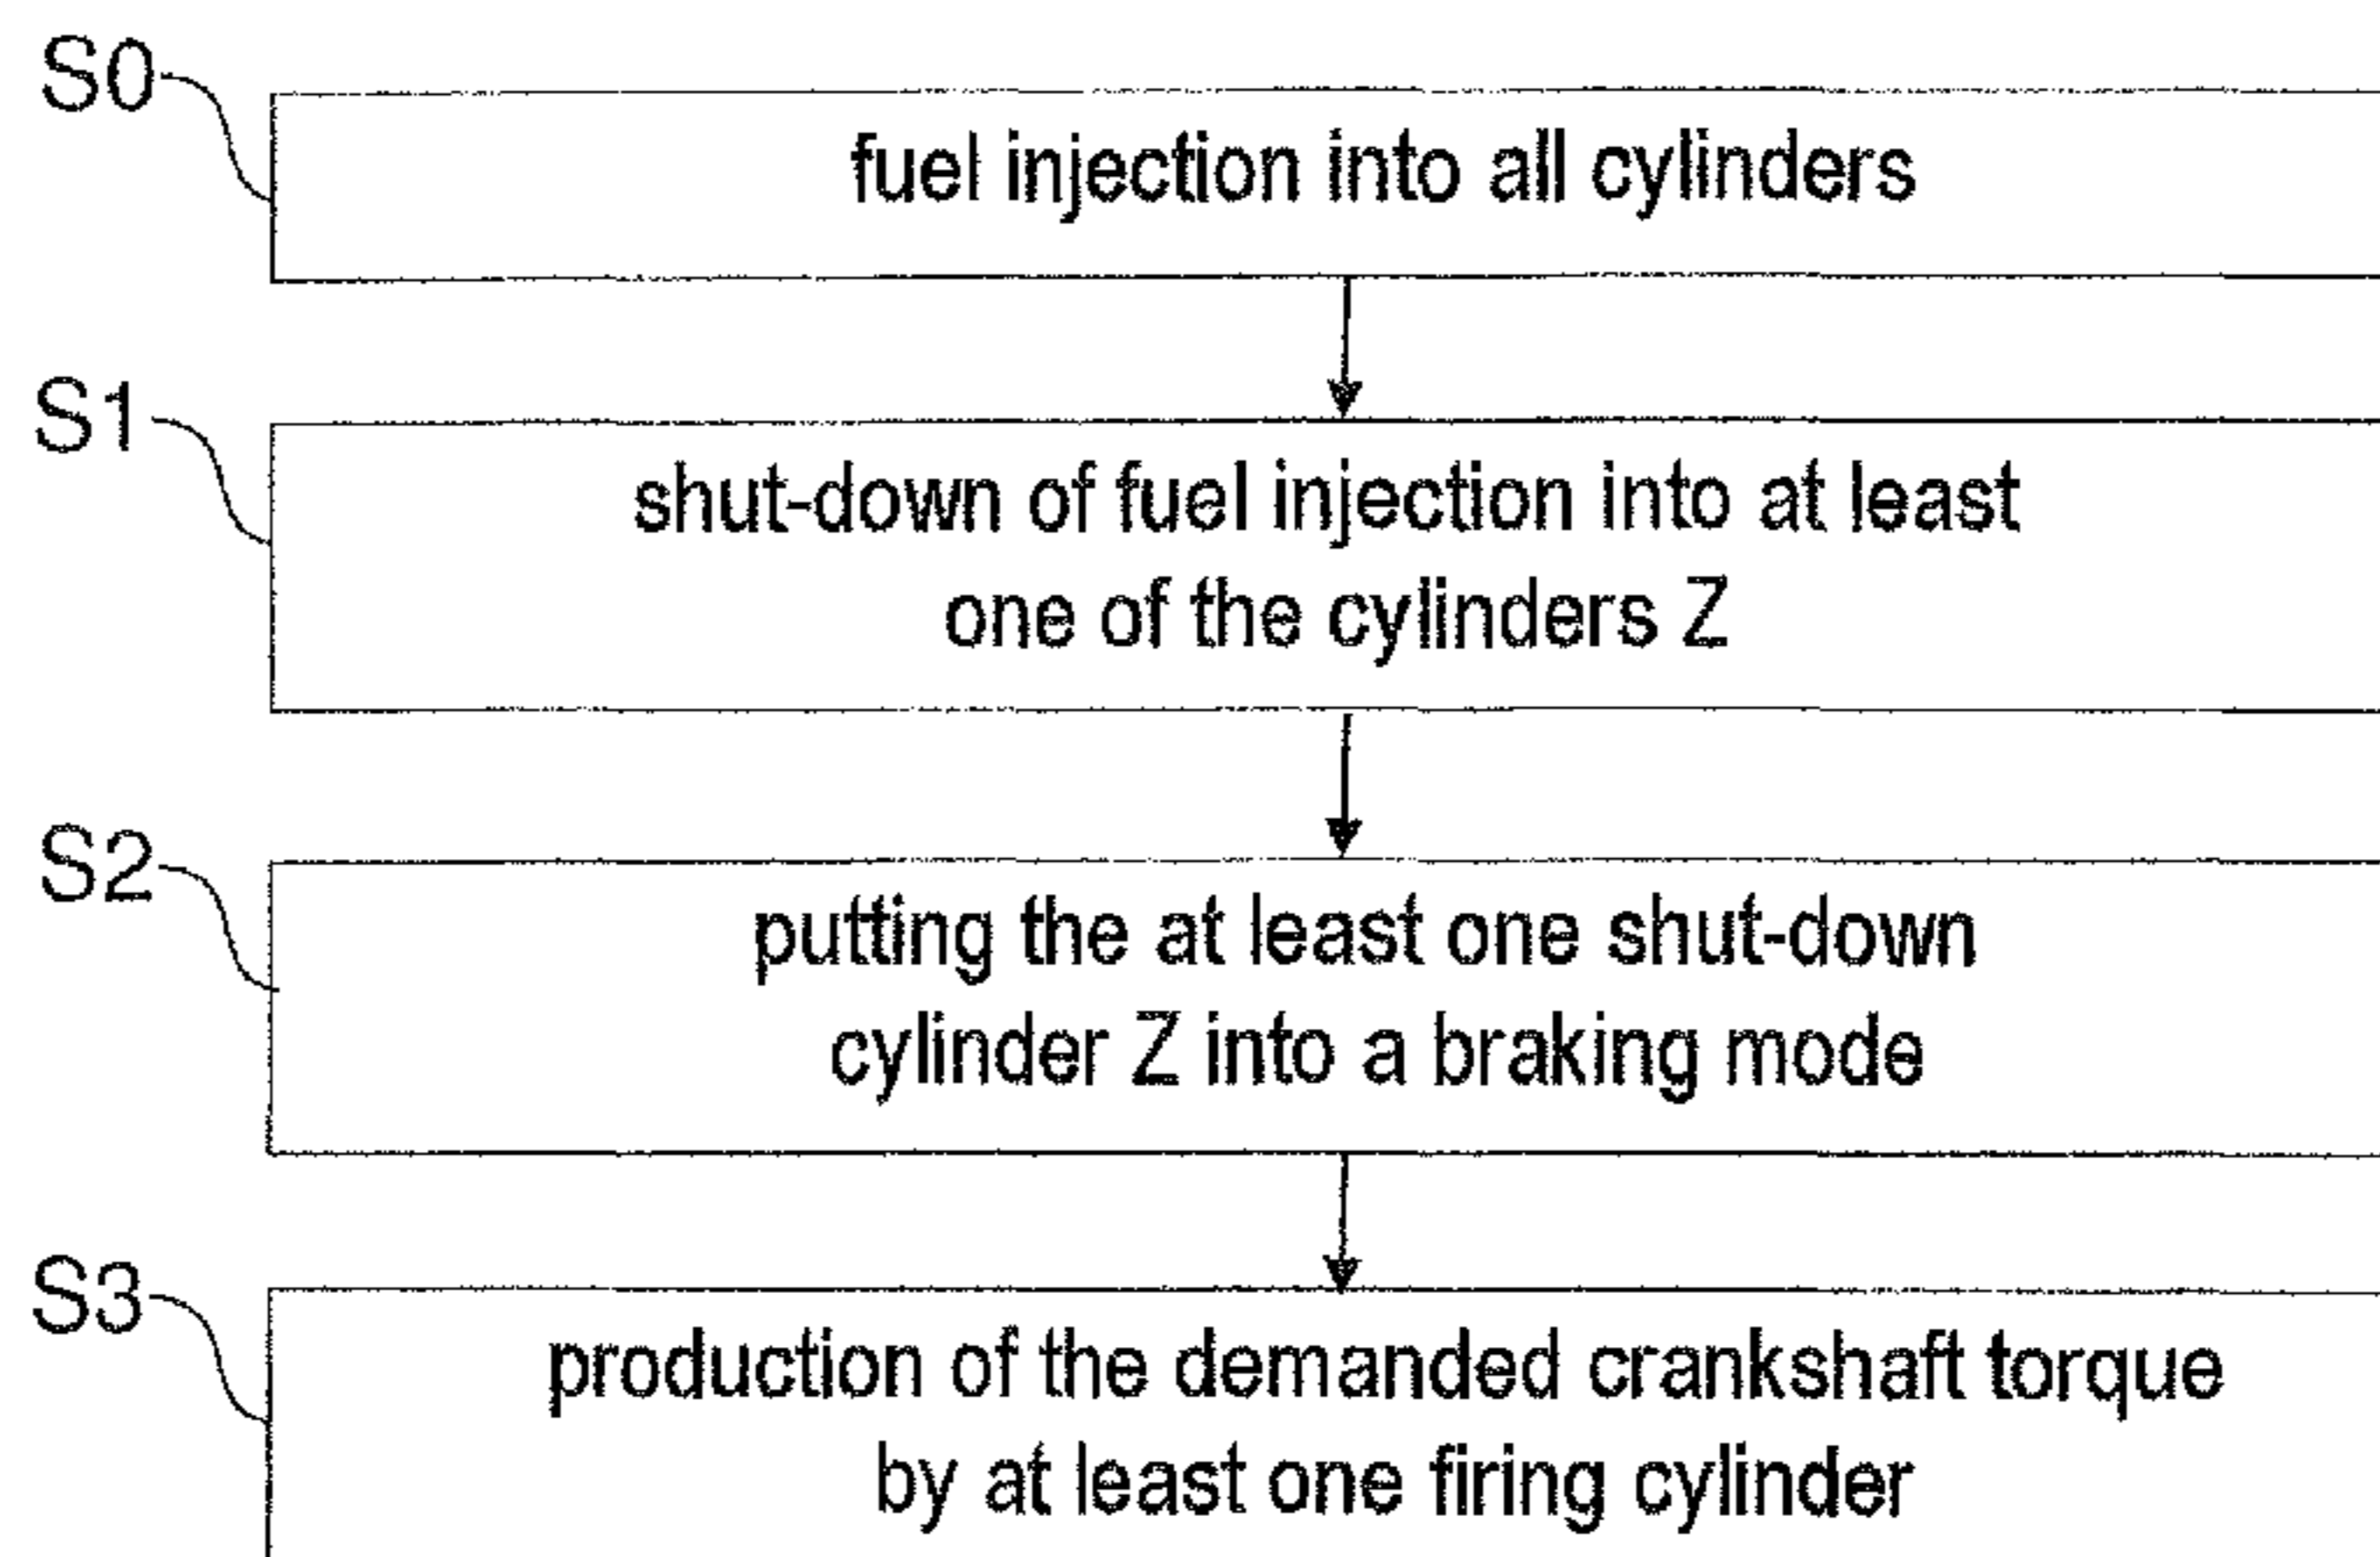 S0
fuel injection into all cylinders
S1
shut-down of fuel injection into at least
one of the cylinders Z
S2
putting the at least one shut-down
cylinder Z into a braking mode
S3
production of the demanded crankshaft torque
by at least one firing cylinder